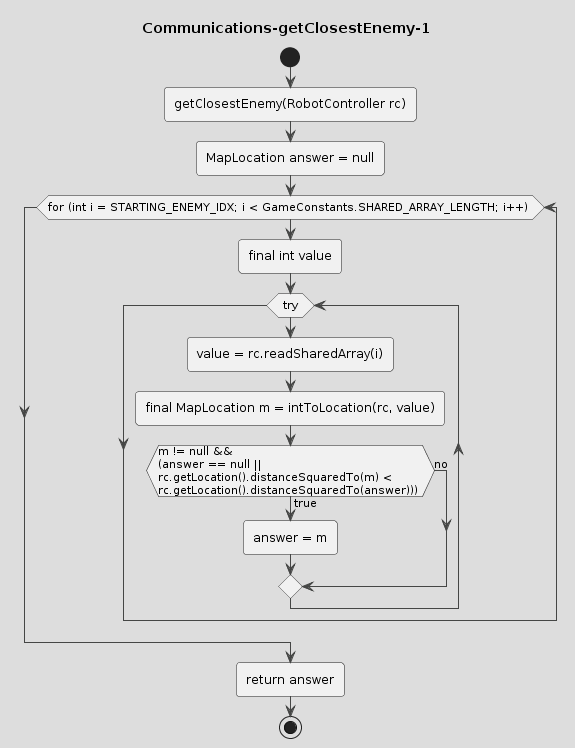 Communications-getClosestEnemy-1
getClosestEnemy(RobotController rc)
MapLocation answer = null
for (int i = STARTING_ENEMY_IDX; i < GameConstants.SHARED_ARRAY_LENGTH; i++)
final int value
try
value = rc.readSharedArray(i)
final MapLocation m = intToLocation(rc, value)
m != null &&
(answer == null ||
rc.getLocation().distanceSquaredTo(m) <
rc.getLocation().distanceSquaredTo(answer)))
no
true
answer = m
return answer